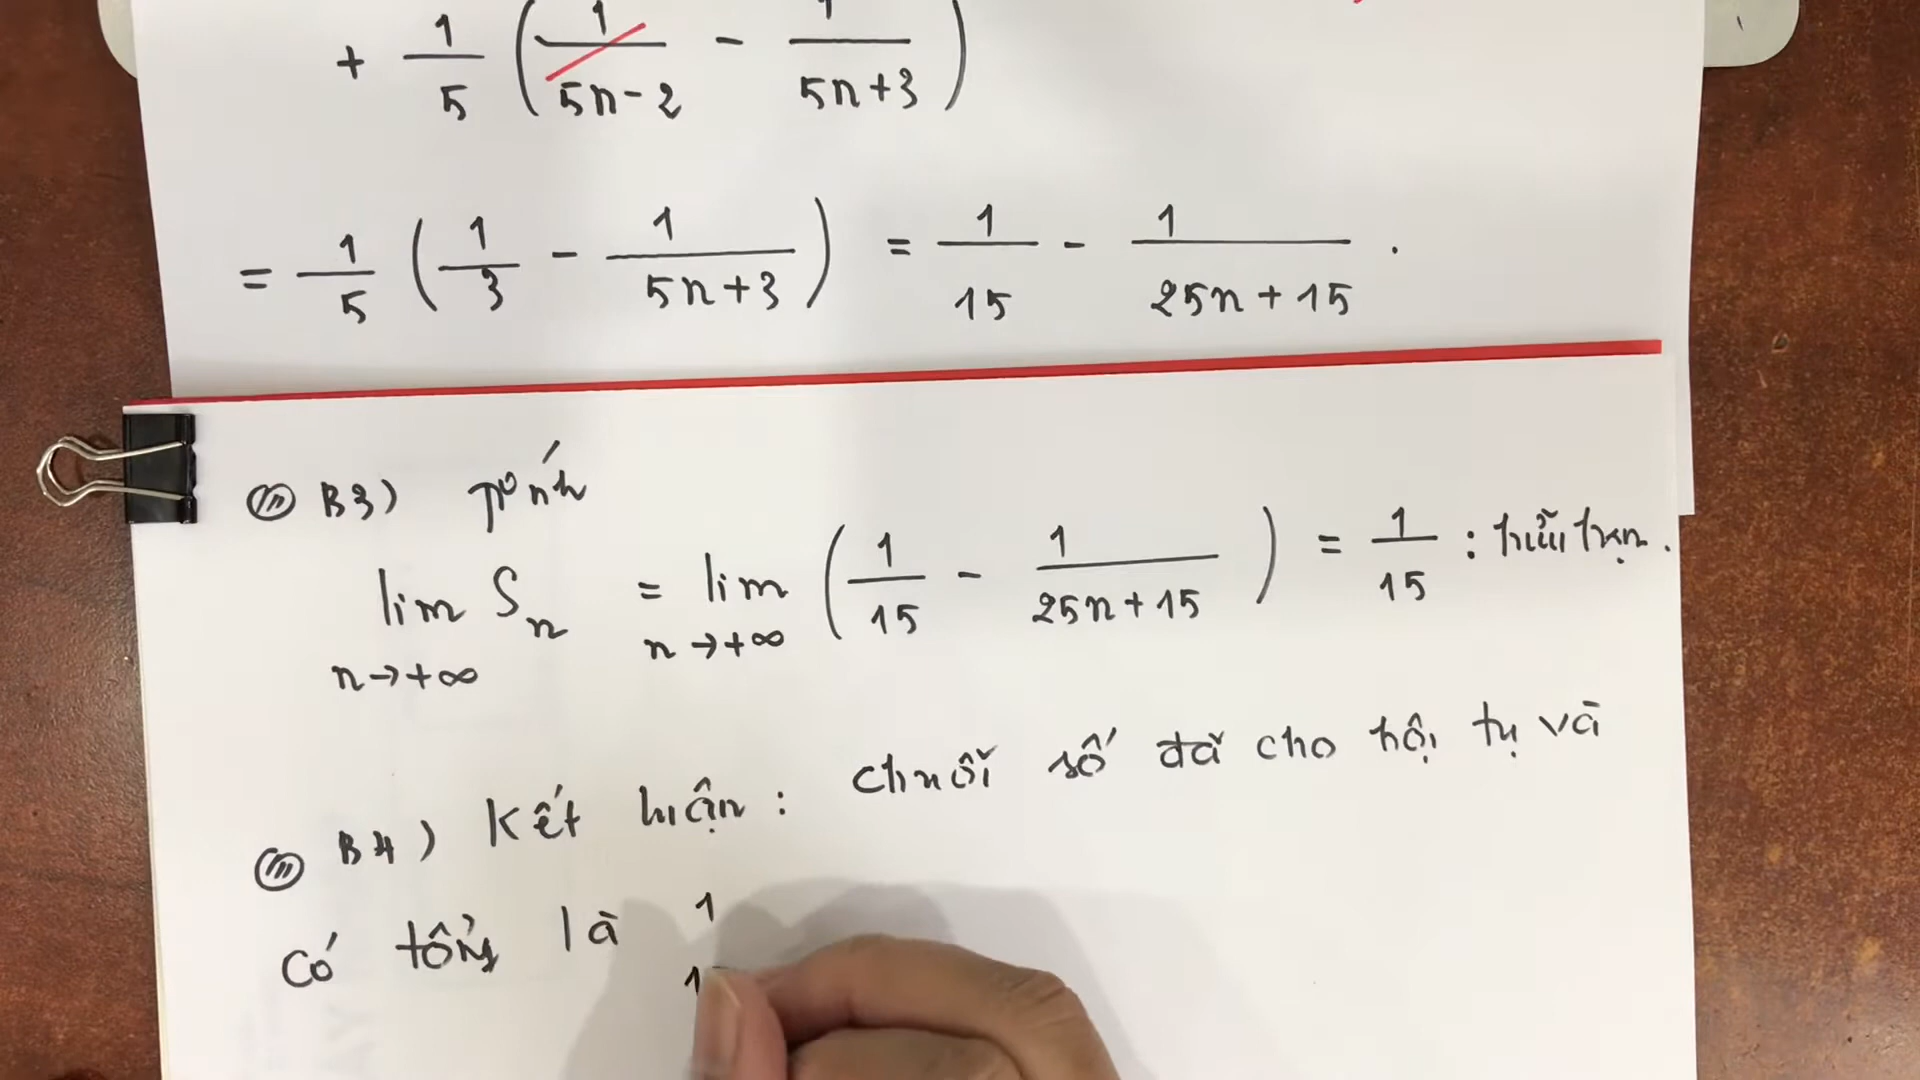 + 1/5 (1/(5n-2) - 1/(5n+3))
= 1/5 (1/3 - 1/(5n+3)) = 1/15 - 1/(25n+15) .
B3) Tính
lim S_n = lim (1/15 - 1/(25n+15)) = 1/15 : hữu hạn.
n→+∞ n→+∞
B4) Kết luận : chuỗi số đã cho hội tụ và
có tổng là 1
1